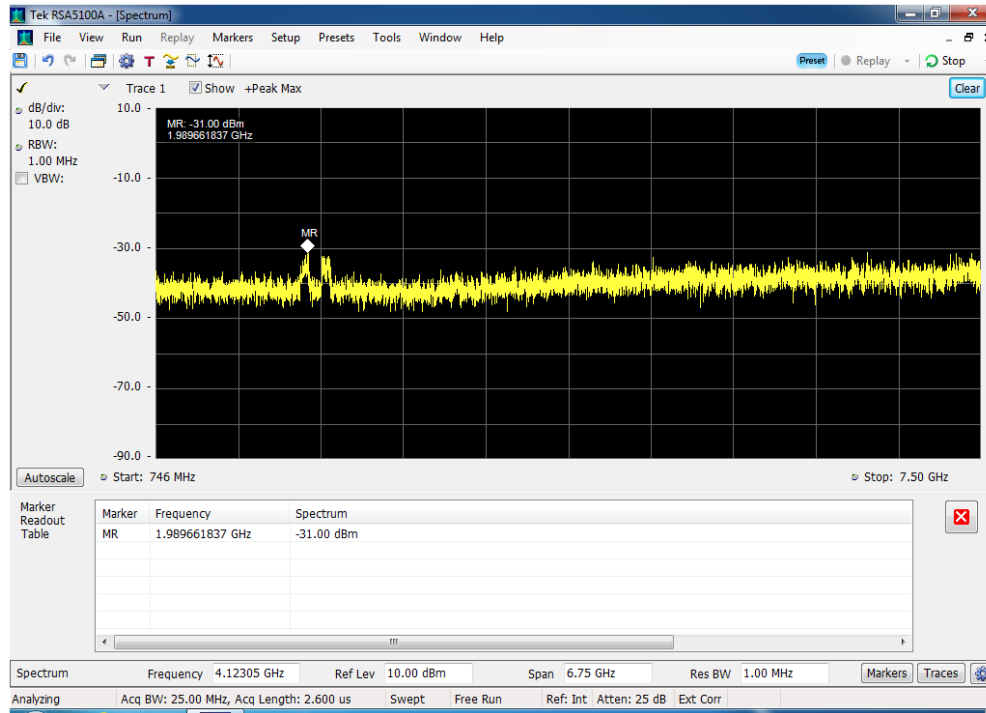 Tek RSA5100A - [Spectrum]
File View Run Replay Markers Setup Presets Tools Window Help
T Preset Replay Stop
Trace 1 Show +Peak Max Clear
dB/div:
10.0 dB
RBW:
1.00 MHz
VBW:
10.0 -
MR: -31.00 dBm
1.989661837 GHz
-10.0 -
MR
-30.0 -
-50.0 -
-70.0 -
-90.0 -
Autoscale Start: 746 MHz Stop: 7.50 GHz
Marker
Readout
Table
Marker Frequency Spectrum
MR 1.989661837 GHz -31.00 dBm
Spectrum Frequency 4.12305 GHz Ref Lev 10.00 dBm Span 6.75 GHz Res BW 1.00 MHz Markers Traces
Analyzing Acq BW: 25.00 MHz, Acq Length: 2.600 us Swept Free Run Ref: Int Atten: 25 dB Ext Corr